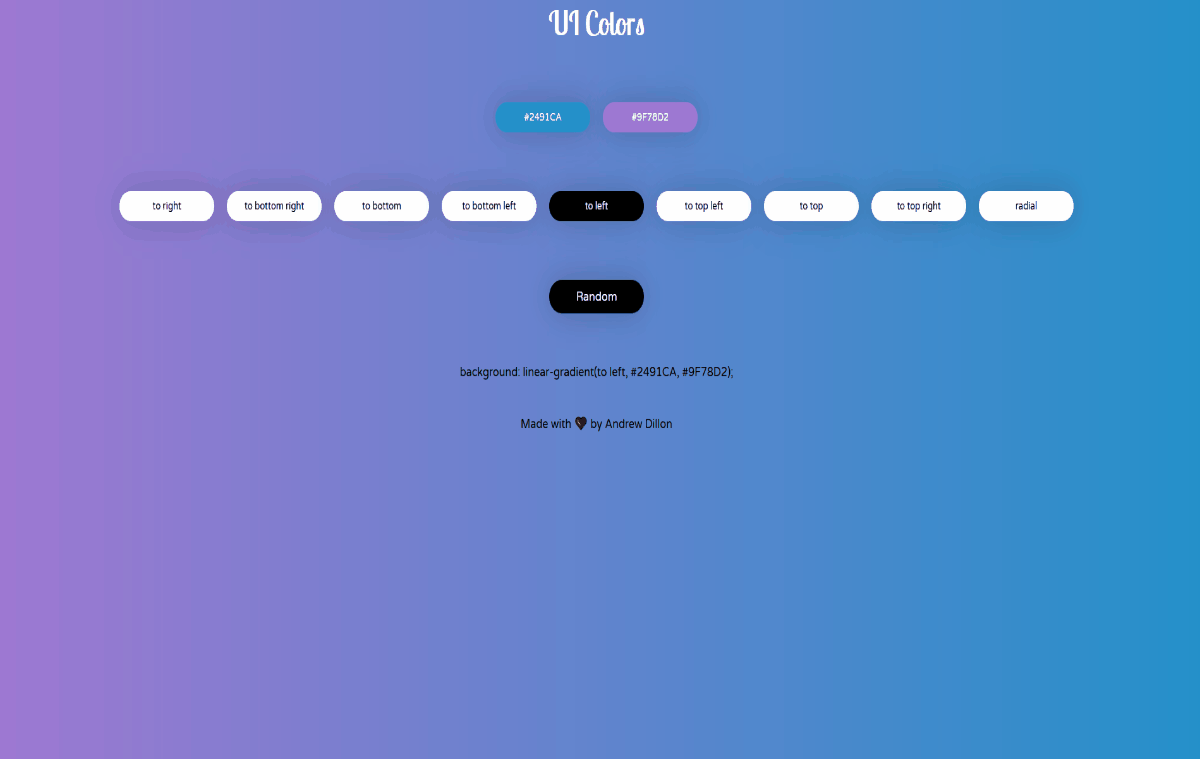 UI Colors
#2491CA #9F78D2
to right to bottom right to bottom to bottom left to left to top left to top to top right radial
Random
background: linear-gradient(to left, #2491CA, #9F78D2);
Made with 🖤 by Andrew Dillon